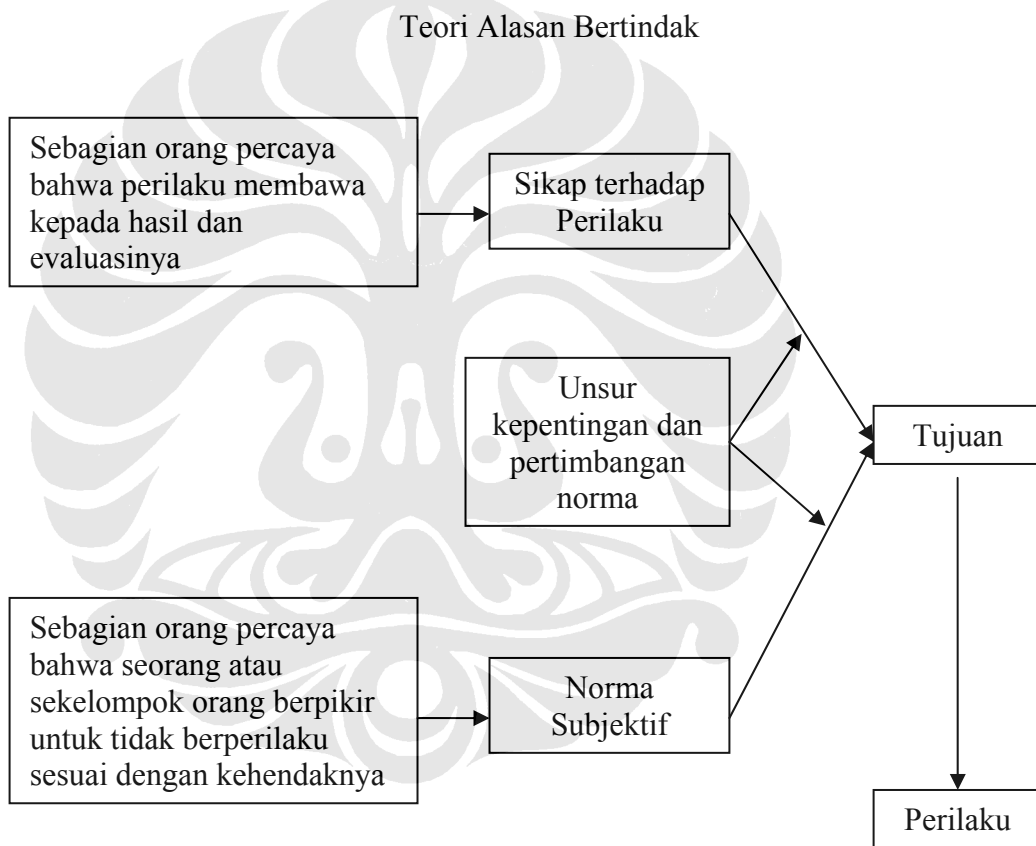 Teori Alasan Bertindak
Sebagian orang percaya
bahwa perilaku membawa
kepada hasil dan
evaluasinya
Sikap terhadap
Perilaku
Unsur
kepentingan dan
pertimbangan
norma
Tujuan
Sebagian orang percaya
bahwa seorang atau
sekelompok orang berpikir
untuk tidak berperilaku
sesuai dengan kehendaknya
Norma
Subjektif
Perilaku